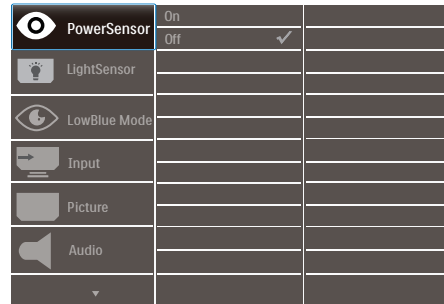 PowerSensor
On
Off
LightSensor
LowBlue Mode
Input
Picture
Audio